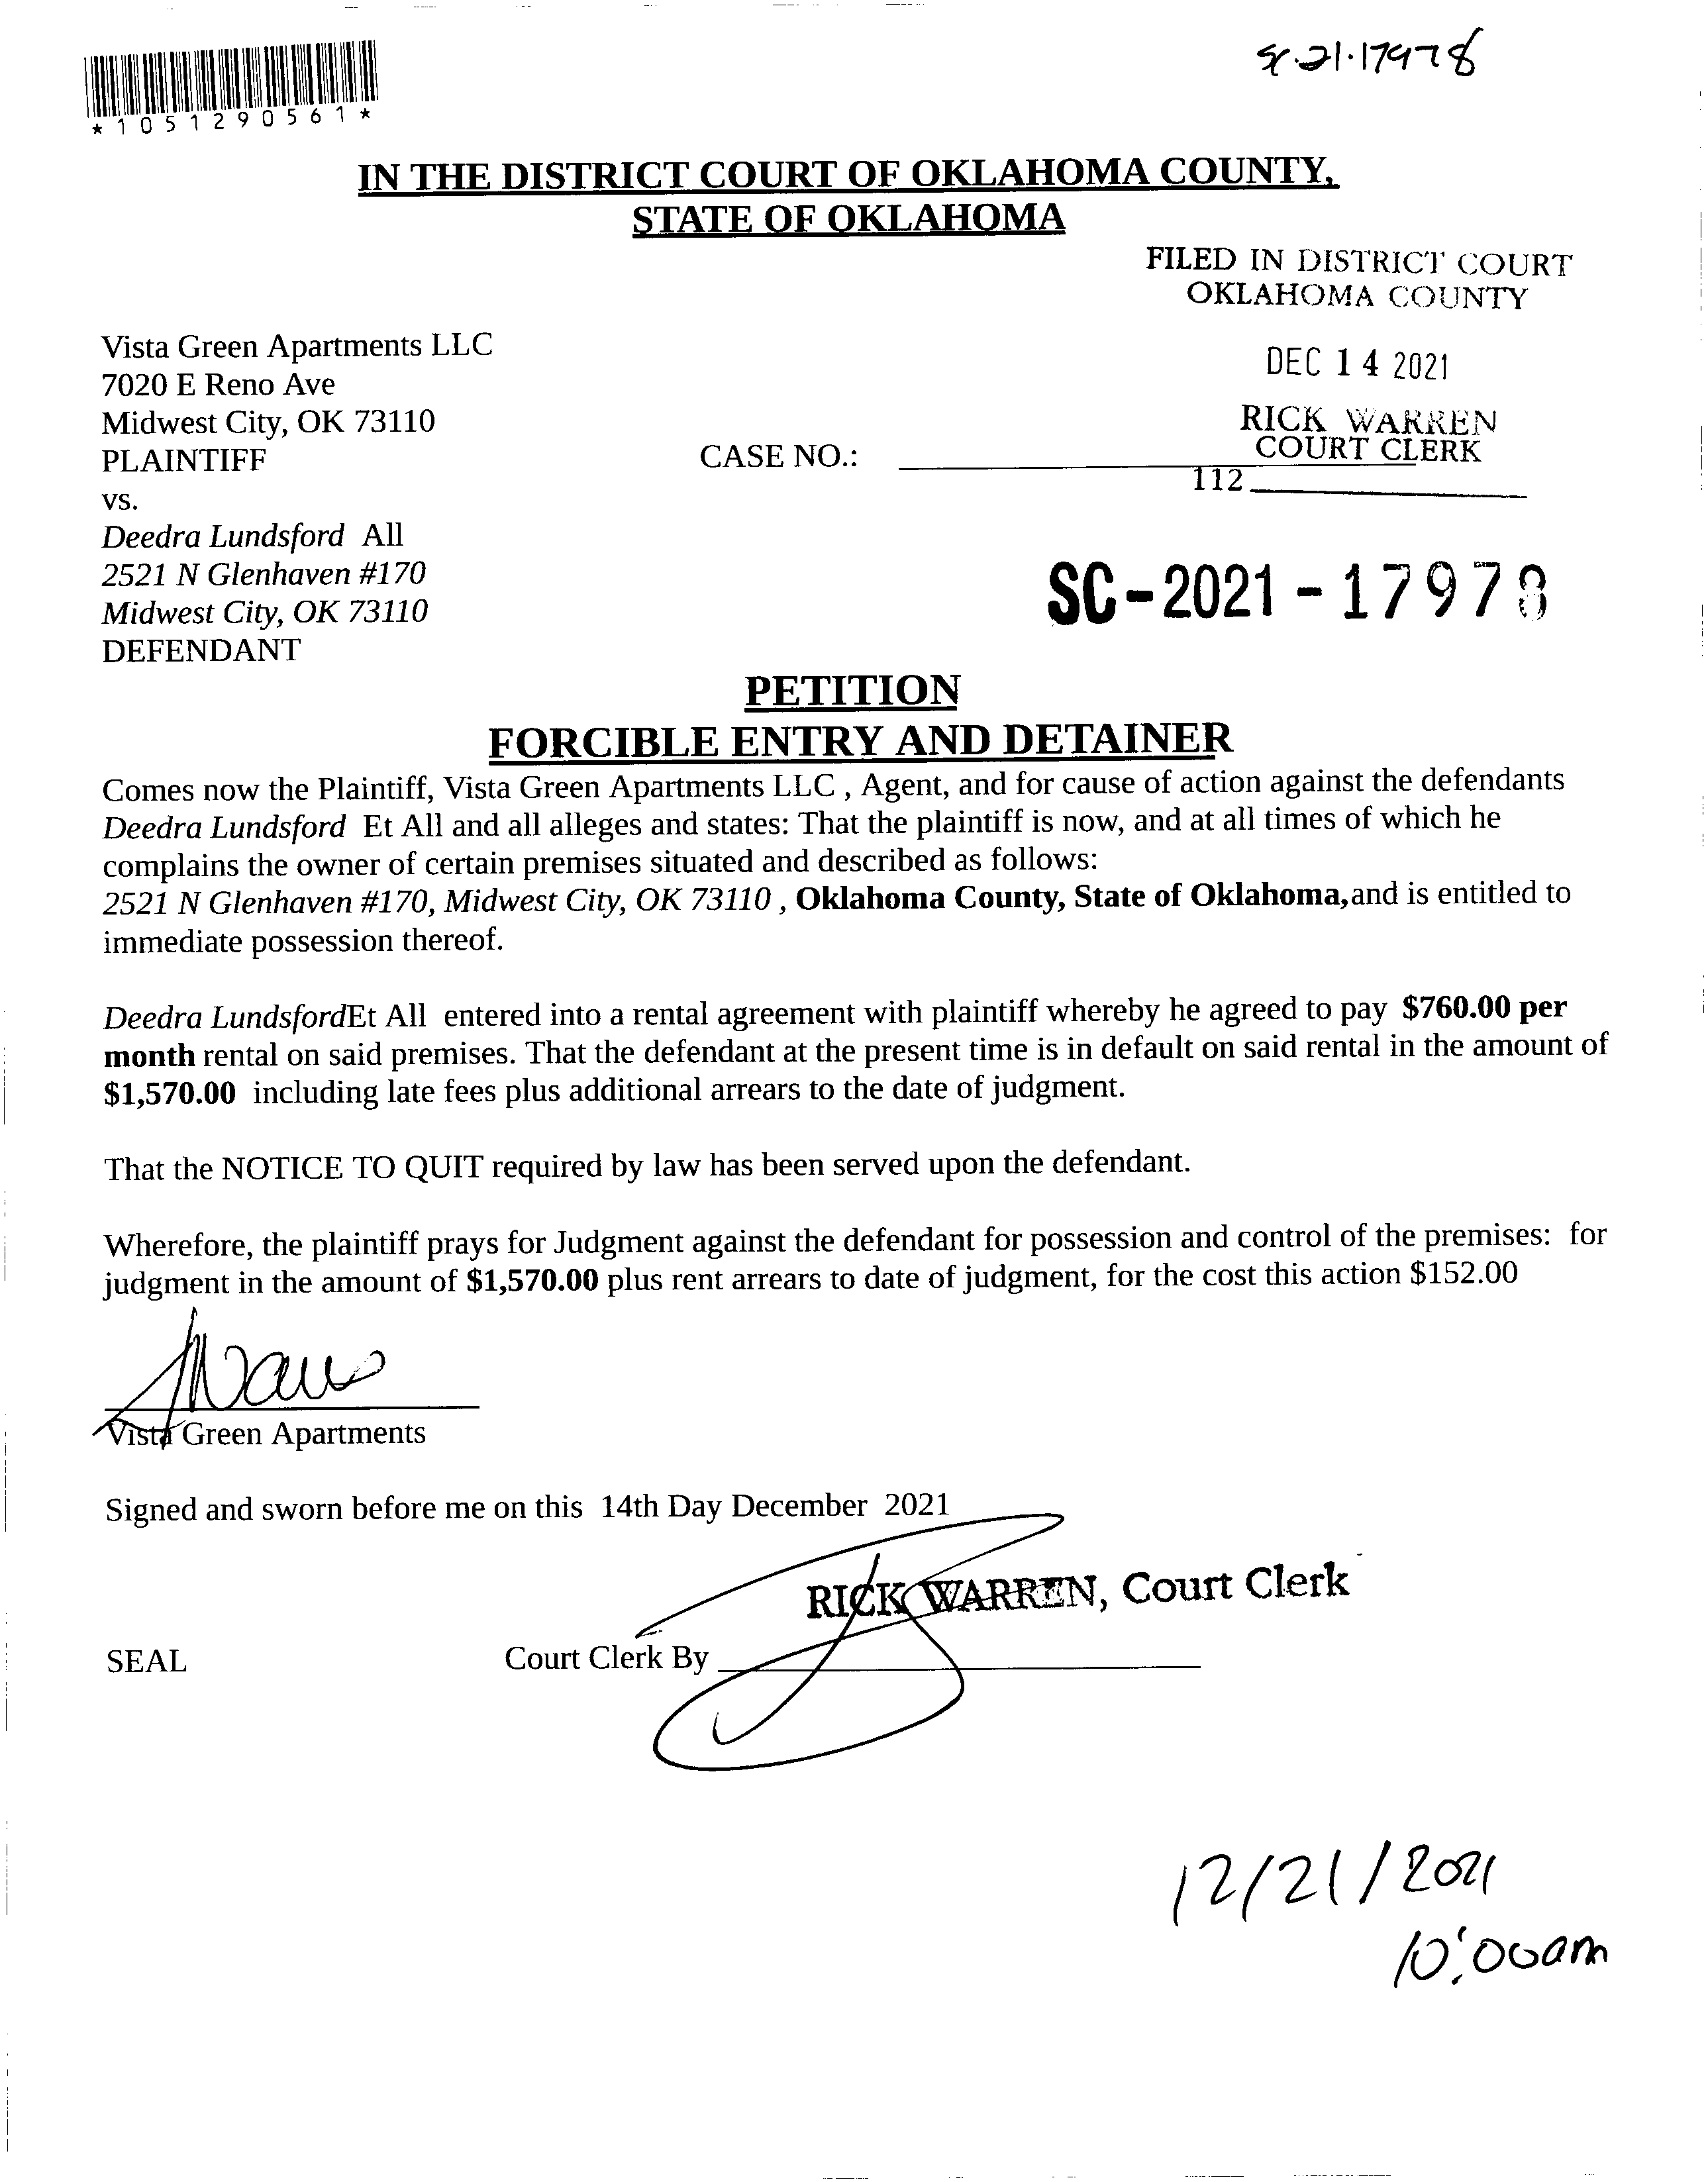 SC.21.17978
*1051290561*
IN THE DISTRICT COURT OF OKLAHOMA COUNTY,
STATE OF OKLAHOMA
FILED IN DISTRICT COURT
OKLAHOMA COUNTY
DEC 14 2021
RICK WARREN
COURT CLERK
112
Vista Green Apartments LLC
7020 E Reno Ave
Midwest City, OK 73110
PLAINTIFF
CASE NO.:
vs.
Deedra Lundsford All
2521 N Glenhaven #170
Midwest City, OK 73110
DEFENDANT
SC-2021-17978
PETITION
FORCIBLE ENTRY AND DETAINER
Comes now the Plaintiff, Vista Green Apartments LLC , Agent, and for cause of action against the defendants
Deedra Lundsford Et All and all alleges and states: That the plaintiff is now, and at all times of which he
complains the owner of certain premises situated and described as follows:
2521 N Glenhaven #170, Midwest City, OK 73110 , Oklahoma County, State of Oklahoma,and is entitled to
immediate possession thereof.
Deedra LundsfordEt All entered into a rental agreement with plaintiff whereby he agreed to pay $760.00 per
month rental on said premises. That the defendant at the present time is in default on said rental in the amount of
$1,570.00 including late fees plus additional arrears to the date of judgment.
That the NOTICE TO QUIT required by law has been served upon the defendant.
Wherefore, the plaintiff prays for Judgment against the defendant for possession and control of the premises: for
judgment in the amount of $1,570.00 plus rent arrears to date of judgment, for the cost this action $152.00
Vista Green Apartments
Signed and sworn before me on this 14th Day December 2021
RICK WARREN, Court Clerk
SEAL
Court Clerk By
12/21/2021
10:00am